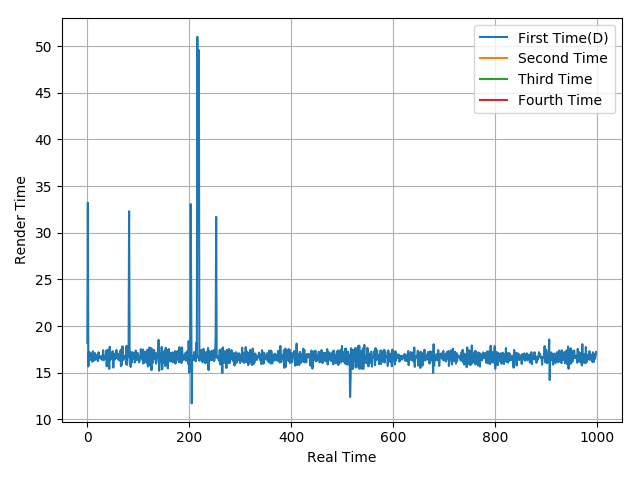 First Time(D)
Second Time
Third Time
Fourth Time
Render Time
50
45
40
35
30
25
20
15
10
0 200 400 600 800 1000
Real Time